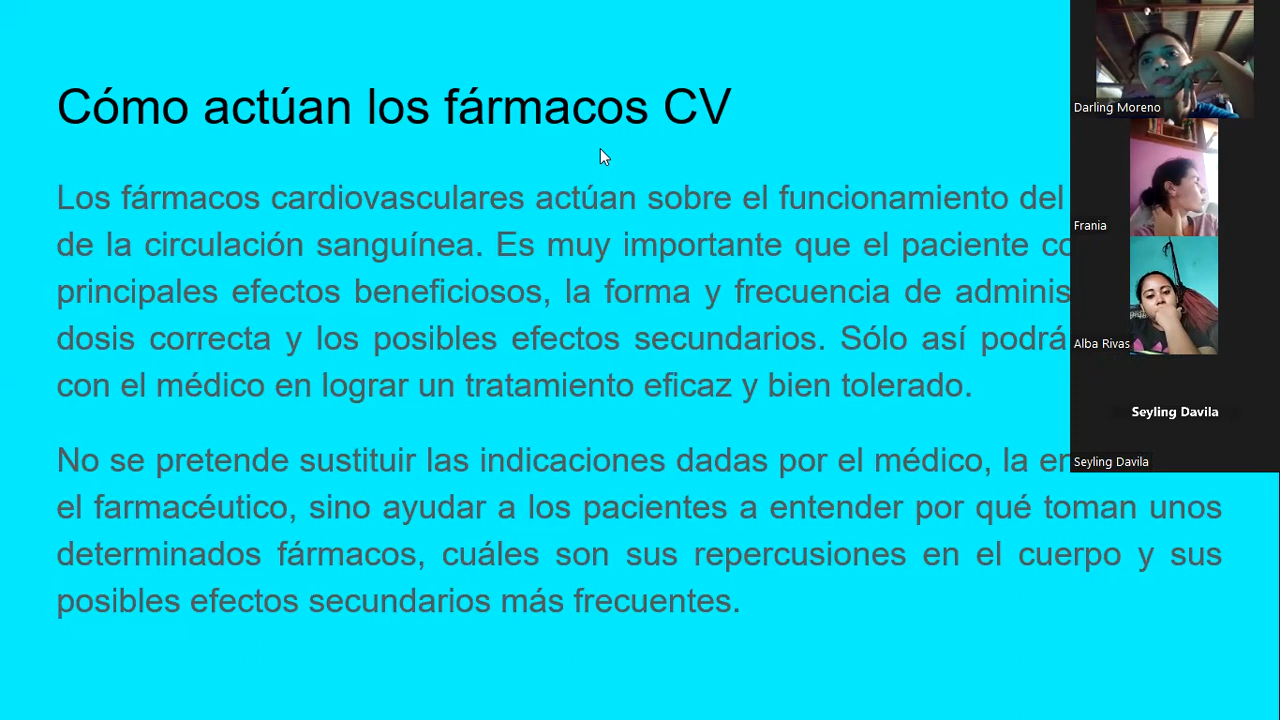 Cómo actúan los fármacos CV
Los fármacos cardiovasculares actúan sobre el funcionamiento del
de la circulación sanguínea. Es muy importante que el paciente
principales efectos beneficiosos, la forma y frecuencia de
dosis correcta y los posibles efectos secundarios. Sólo así podrá
con el médico en lograr un tratamiento eficaz y bien tolerado.
No se pretende sustituir las indicaciones dadas por el médico, la
el farmacéutico, sino ayudar a los pacientes a entender por qué toman unos
determinados fármacos, cuáles son sus repercusiones en el cuerpo y sus
posibles efectos secundarios más frecuentes.
Darling Moreno
Frania
Alba Rivas
Seyling Davila
Seyling Davila